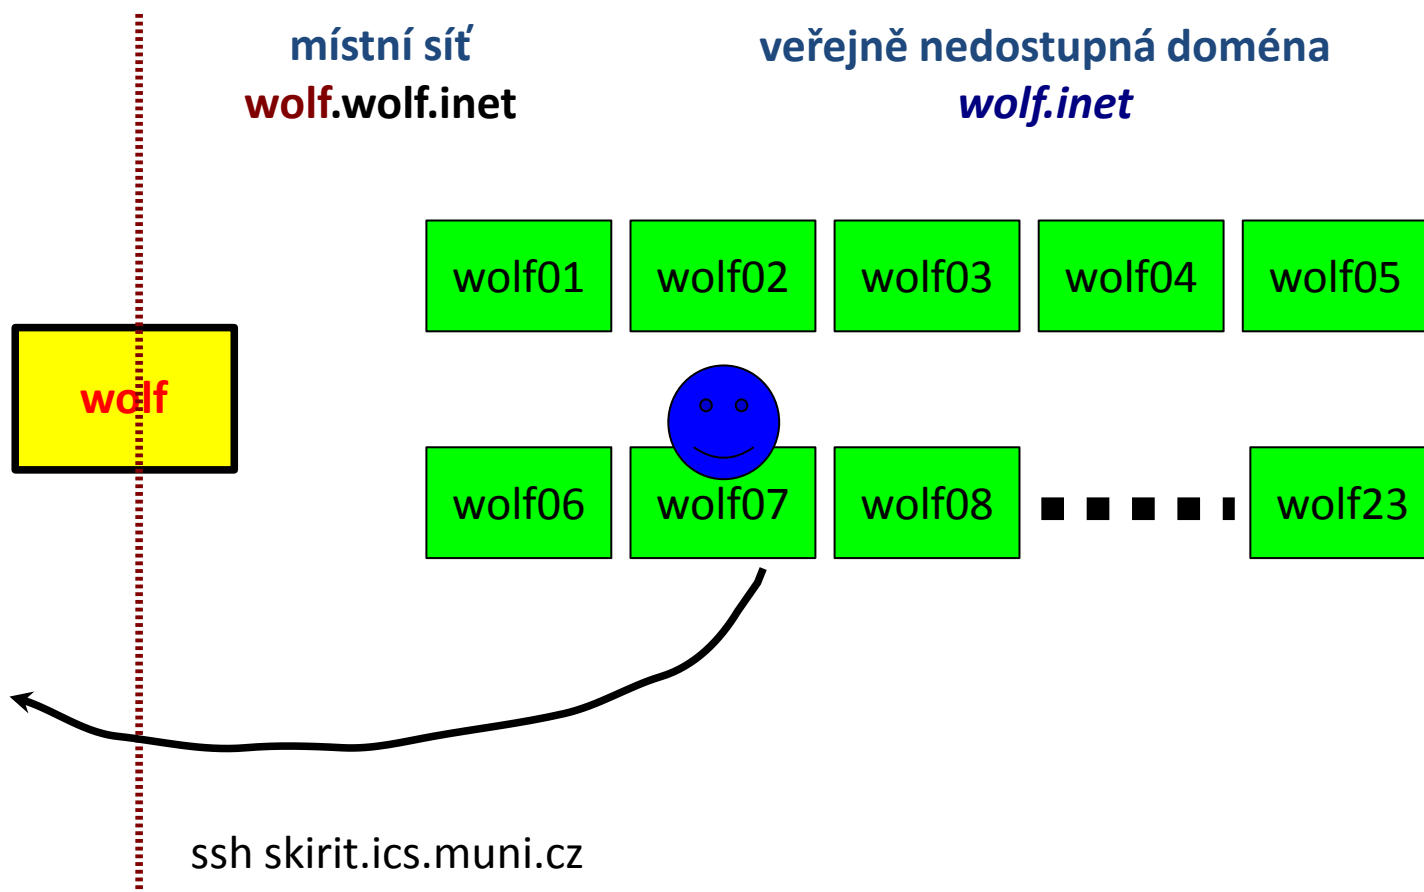 místní síť
wolf.wolf.inet
veřejně nedostupná doména
wolf.inet
wolf01 wolf02 wolf03 wolf04 wolf05
wolf
wolf06 wolf07 wolf08 wolf23
ssh skirit.ics.muni.cz